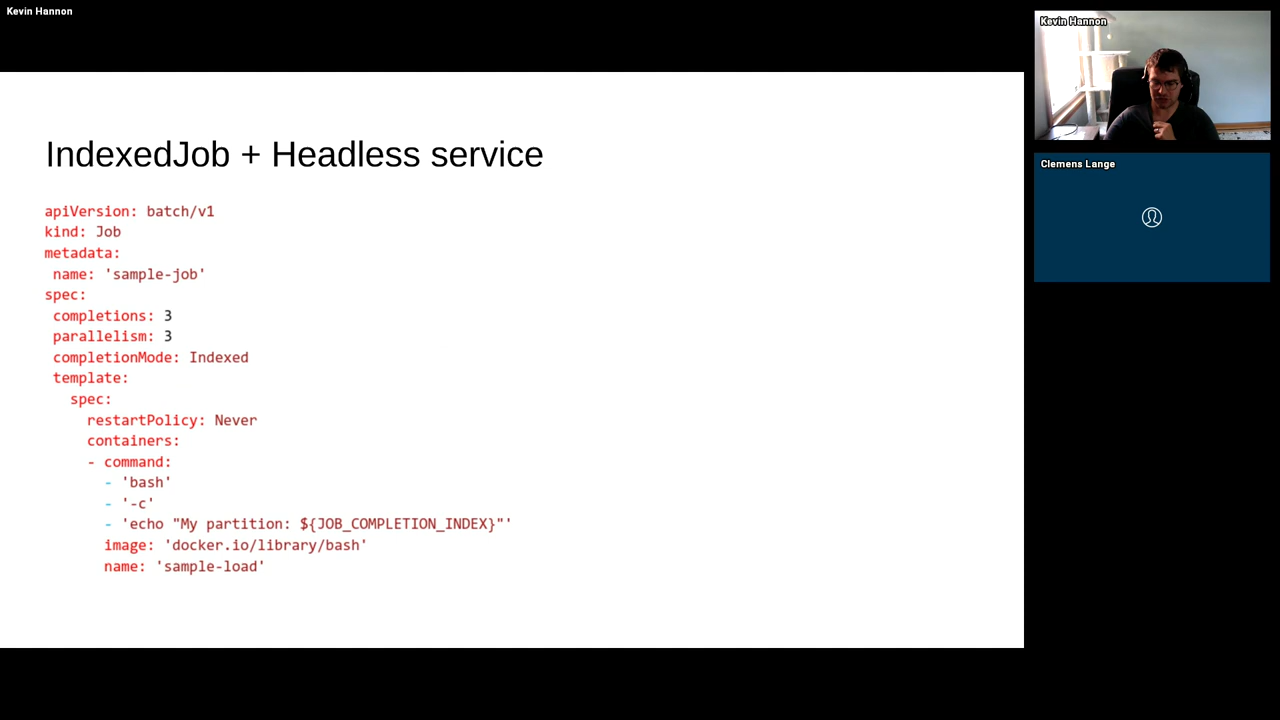 Kevin Hannon
IndexedJob + Headless service
apiVersion: batch/v1
kind: Job
metadata:
name: 'sample-job'
spec:
completions: 3
parallelism: 3
completionMode: Indexed
template:
spec:
restartPolicy: Never
containers:
- command:
- 'bash'
- '-c'
- 'echo "My partition: ${JOB_COMPLETION_INDEX}"'
image: 'docker.io/library/bash'
name: 'sample-load'
Kevin Hannon
Clemens Lange